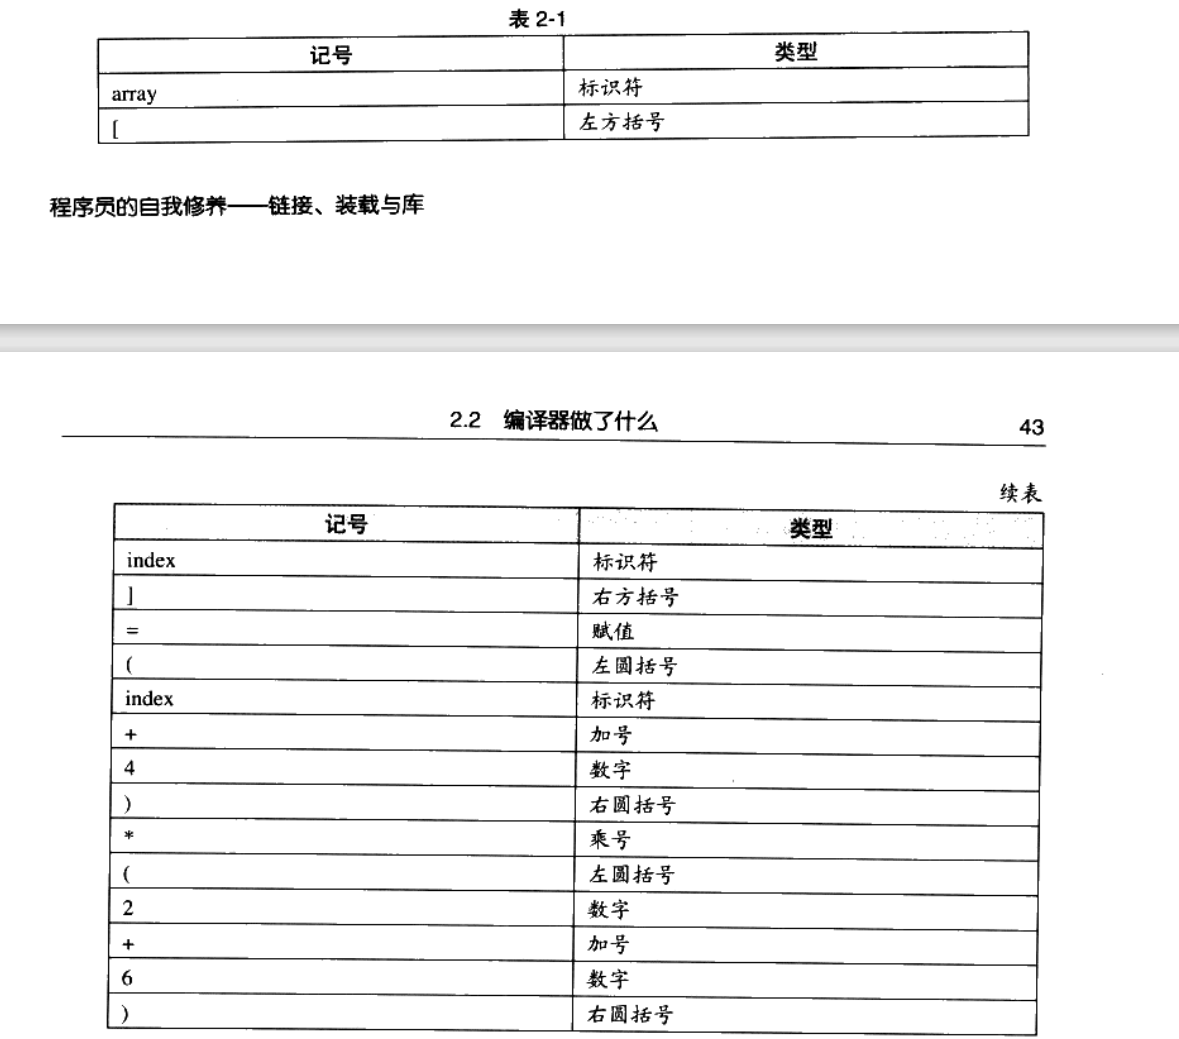 表 2-1
记号 类型
array 标识符
[ 左方括号
程序员的自我修养——链接、装载与库
2.2 编译器做了什么 43
续表
记号 类型
index 标识符
] 右方括号
= 赋值
( 左圆括号
index 标识符
+ 加号
4 数字
) 右圆括号
* 乘号
( 左圆括号
2 数字
+ 加号
6 数字
) 右圆括号